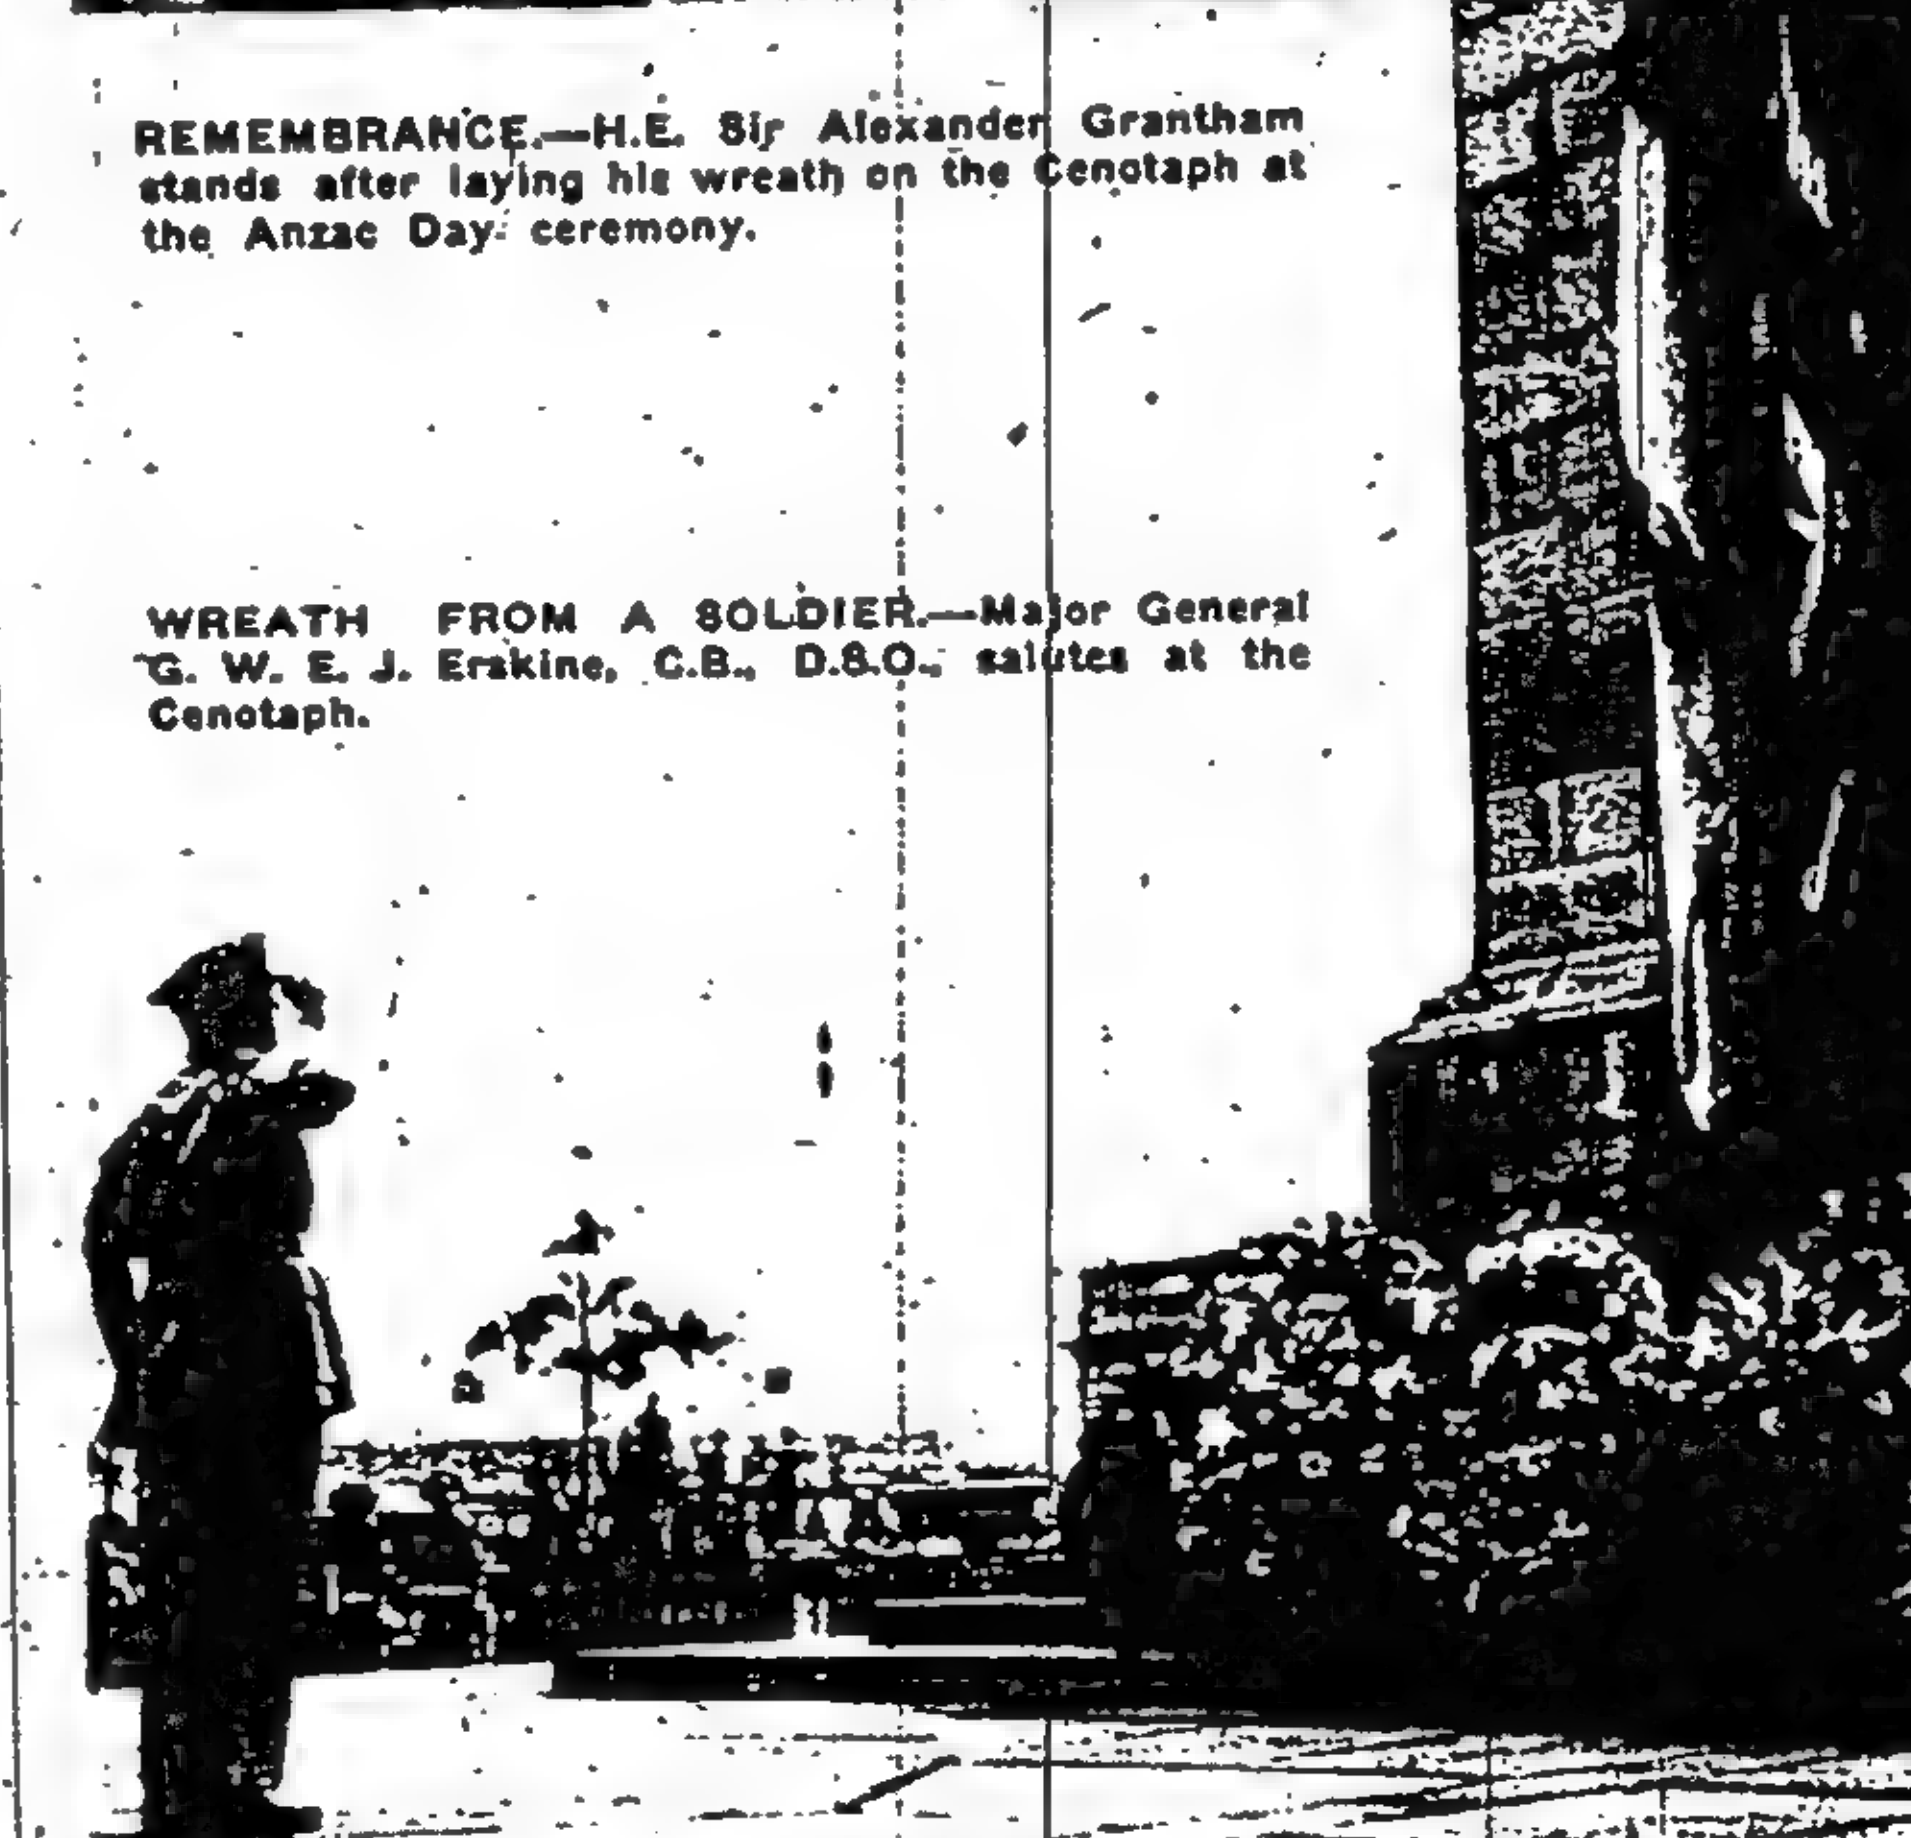 REMEMBRANCE.—H.E. Sir Alexander Grantham
stands after laying his wreath on the Cenotaph at
the Anzac Day ceremony.
WREATH FROM A SOLDIER.—Major General
G. W. E. J. Erskine, C.B., D.S.O., salutes at the
Cenotaph.